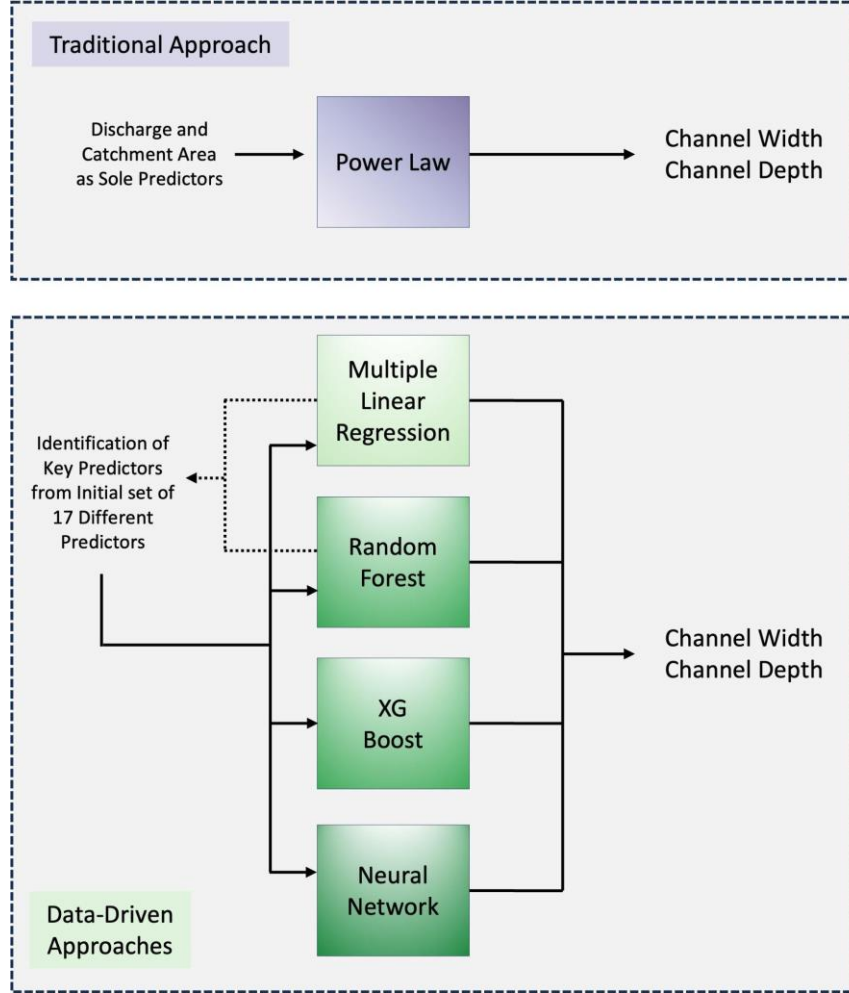 Traditional Approach
Discharge and
Catchment Area
as Sole Predictors
Power Law
Channel Width
Channel Depth
Multiple
Linear
Regression
Identification of
Key Predictors
from Initial set of
17 Different
Predictors
Random
Forest
Channel Width
Channel Depth
XG
Boost
Neural
Network
Data-Driven
Approaches